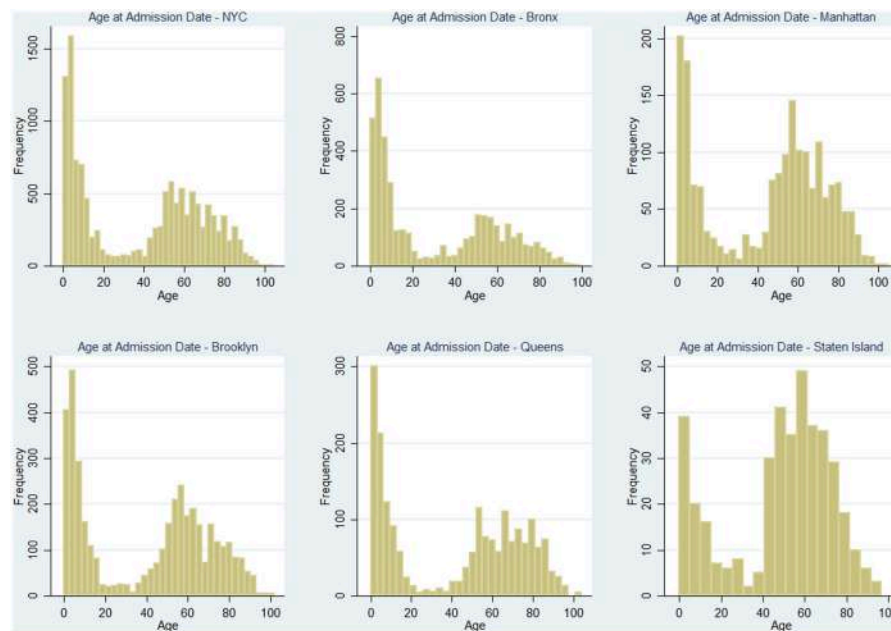 Age at Admission Date - NYC
Frequency
0 500 1000 1500
0 20 40 60 80 100
Age
Age at Admission Date - Bronx
Frequency
0 200 400 600 800
0 20 40 60 80 100
Age
Age at Admission Date - Manhattan
Frequency
0 50 100 150 200
0 20 40 60 80 100
Age
Age at Admission Date - Brooklyn
Frequency
0 100 200 300 400 500
0 20 40 60 80 100
Age
Age at Admission Date - Queens
Frequency
0 100 200 300
0 20 40 60 80 100
Age
Age at Admission Date - Staten Island
Frequency
0 10 20 30 40 50
0 20 40 60 80 100
Age